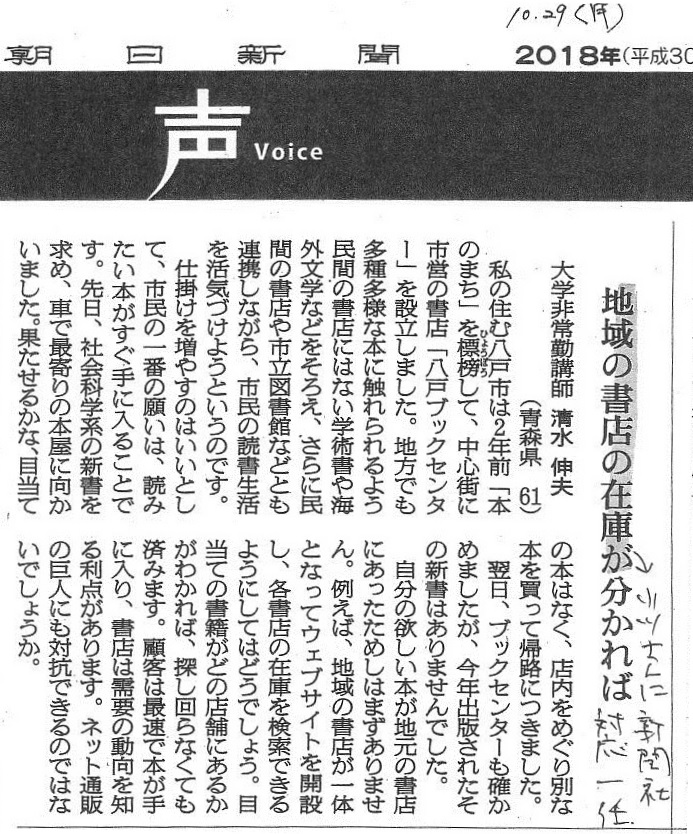 10.29(月)
朝日新聞
2018年(平成30
声 Voice
地域の書店の在庫が分かれば
さんに
新聞社
対応一任
大学非常勤講師 清水 伸夫
（青森県 61）
私の住む八戸市は2年前「本
のまち」を標榜して、中心街に
ひょうぼう
市営の書店「八戸ブックセンタ
ー」を設立しました。地方でも
多種多様な本に触れられるよう
民間の書店にはない学術書や海
外文学などをそろえ、さらに民
間の書店や市立図書館などとも
連携しながら、市民の読書生活
を活気づけようというのです。
仕掛けを増やすのはいいとし
て、市民の一番の願いは、読み
たい本がすぐ手に入ることで
す。先日、社会科学系の新書を
求め、車で最寄りの本屋に向か
いました。果たせるかな、目当て
の本はなく、店内をめぐり別な
本を買って帰路につきました。
翌日、ブックセンターも確か
めましたが、今年出版されたそ
の新書はありませんでした。
自分の欲しい本が地元の書店
にあったためしはまずありませ
ん。例えば、地域の書店が一体
となってウェブサイトを開設
し、各書店の在庫を検索できる
ようにしてはどうでしょう。目
当ての書籍がどの店舗にあるか
がわかれば、探し回らなくても
済みます。顧客は最速で本が手
に入り、書店は需要の動向を知
る利点があります。ネット通販
の巨人にも対抗できるのではな
いでしょうか。